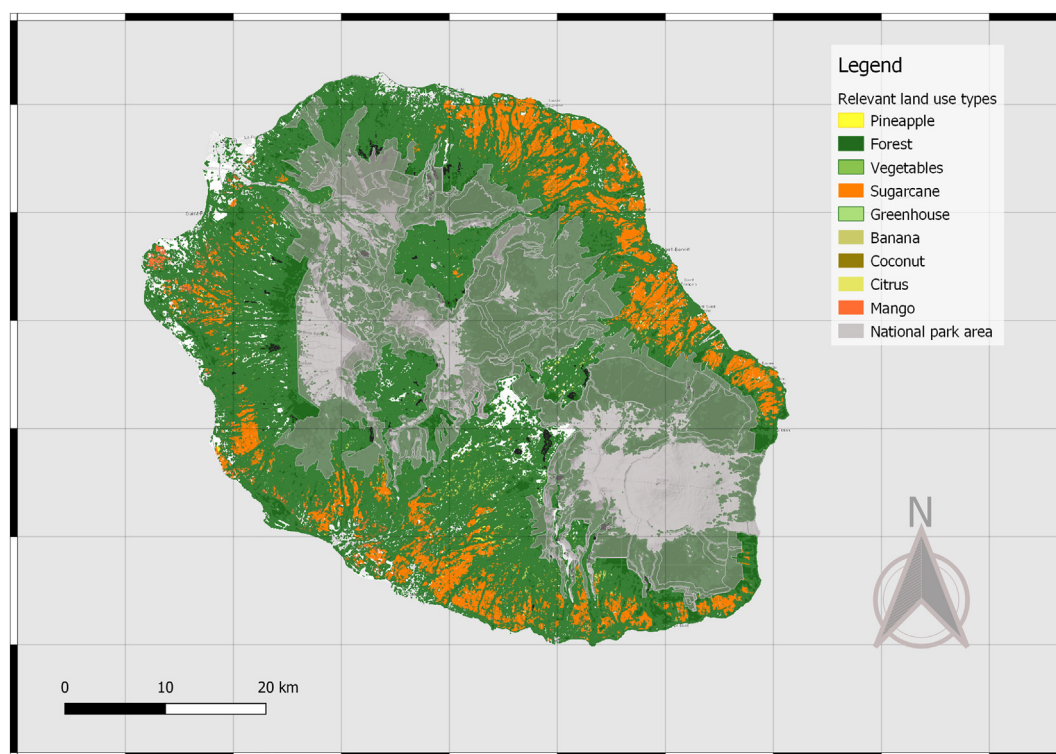 Legend
Relevant land use types
Pineapple
Forest
Vegetables
Sugarcane
Greenhouse
Banana
Coconut
Citrus
Mango
National park area
N
0 10 20 km